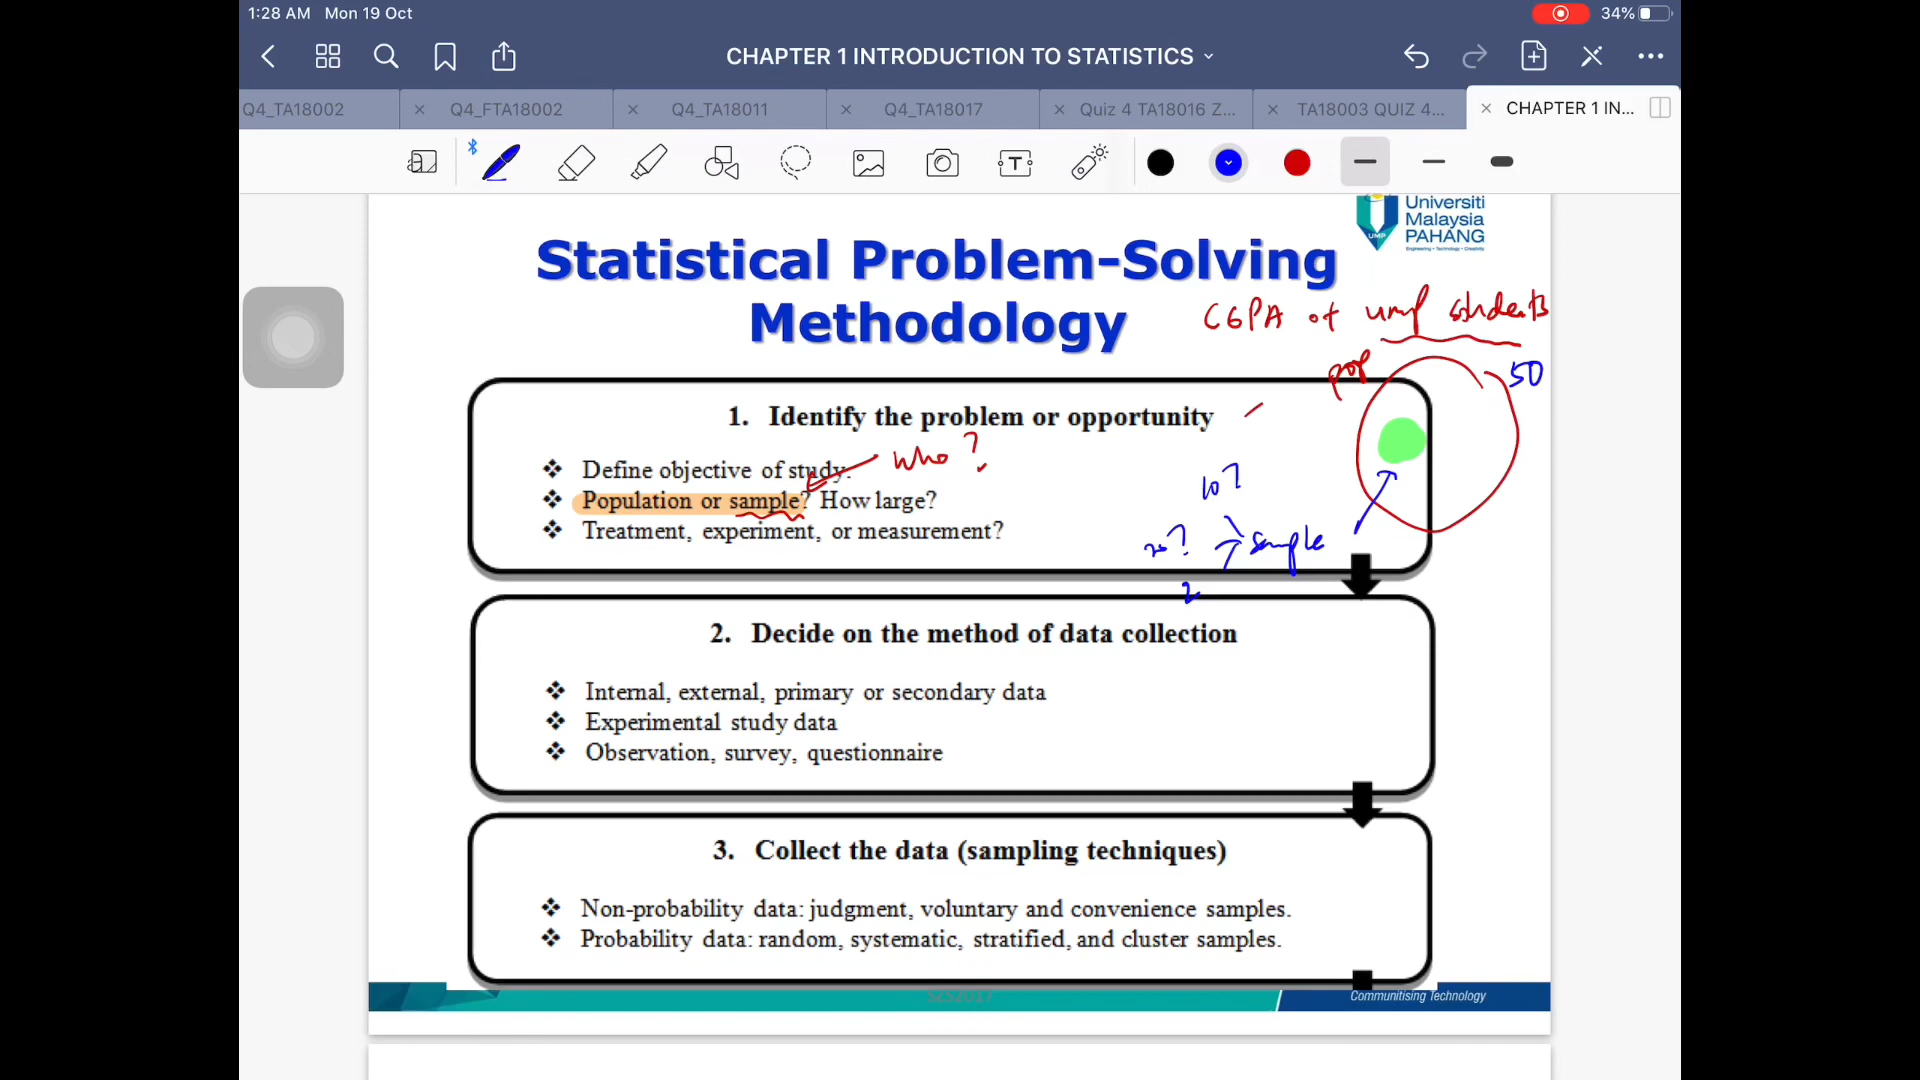 1:28 AM Mon 19 Oct
34%
CHAPTER 1 INTRODUCTION TO STATISTICS
Q4_TA18002
Q4_FTA18002
Q4_TA18011
Q4_TA18017
Quiz 4 TA18016 Z...
TA18003 QUIZ 4...
CHAPTER 1 IN...
Universiti
Malaysia
PAHANG
UMP
Statistical Problem-Solving
Methodology
CGPA of ump students
pop
50
1. Identify the problem or opportunity
who?
❖ Define objective of study.
❖ Population or sample? How large?
❖ Treatment, experiment, or measurement?
10?
sample
2
2. Decide on the method of data collection
❖ Internal, external, primary or secondary data
❖ Experimental study data
❖ Observation, survey, questionnaire
3. Collect the data (sampling techniques)
❖ Non-probability data: judgment, voluntary and convenience samples.
❖ Probability data: random, systematic, stratified, and cluster samples.
SZS2017
Communitising Technology